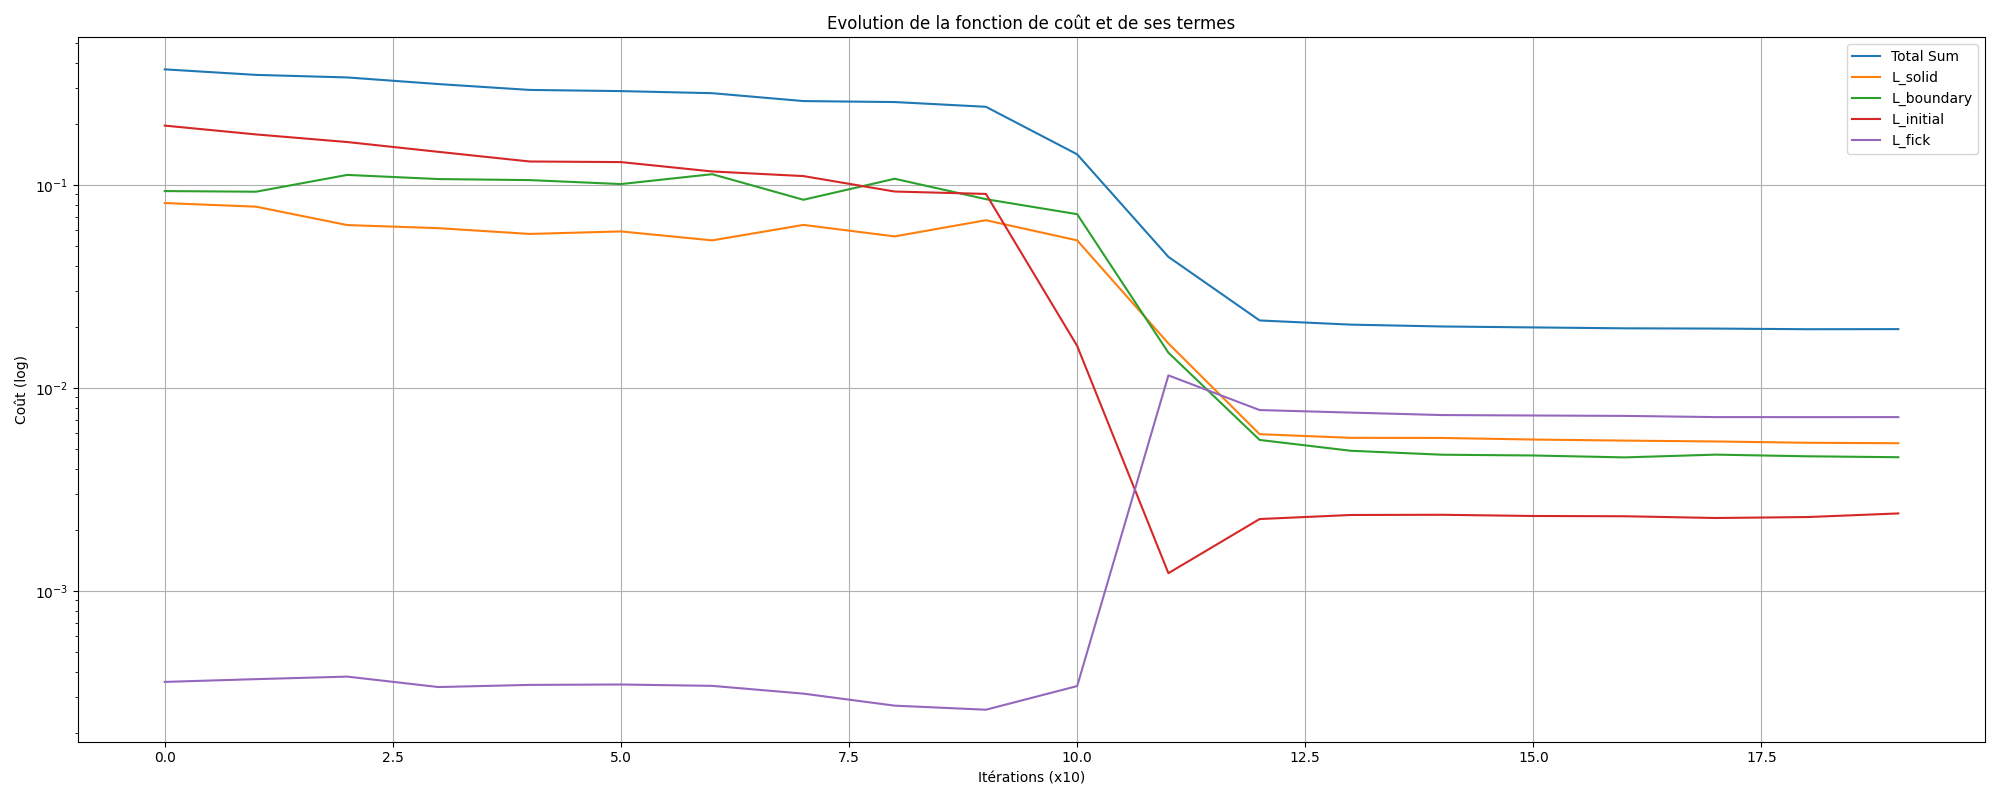 Evolution de la fonction de coût et de ses termes
Total Sum
L_solid
L_boundary
L_initial
L_fick
Coût (log)
10⁻¹
10⁻²
10⁻³
0.0 2.5 5.0 7.5 10.0 12.5 15.0 17.5
Itérations (x10)